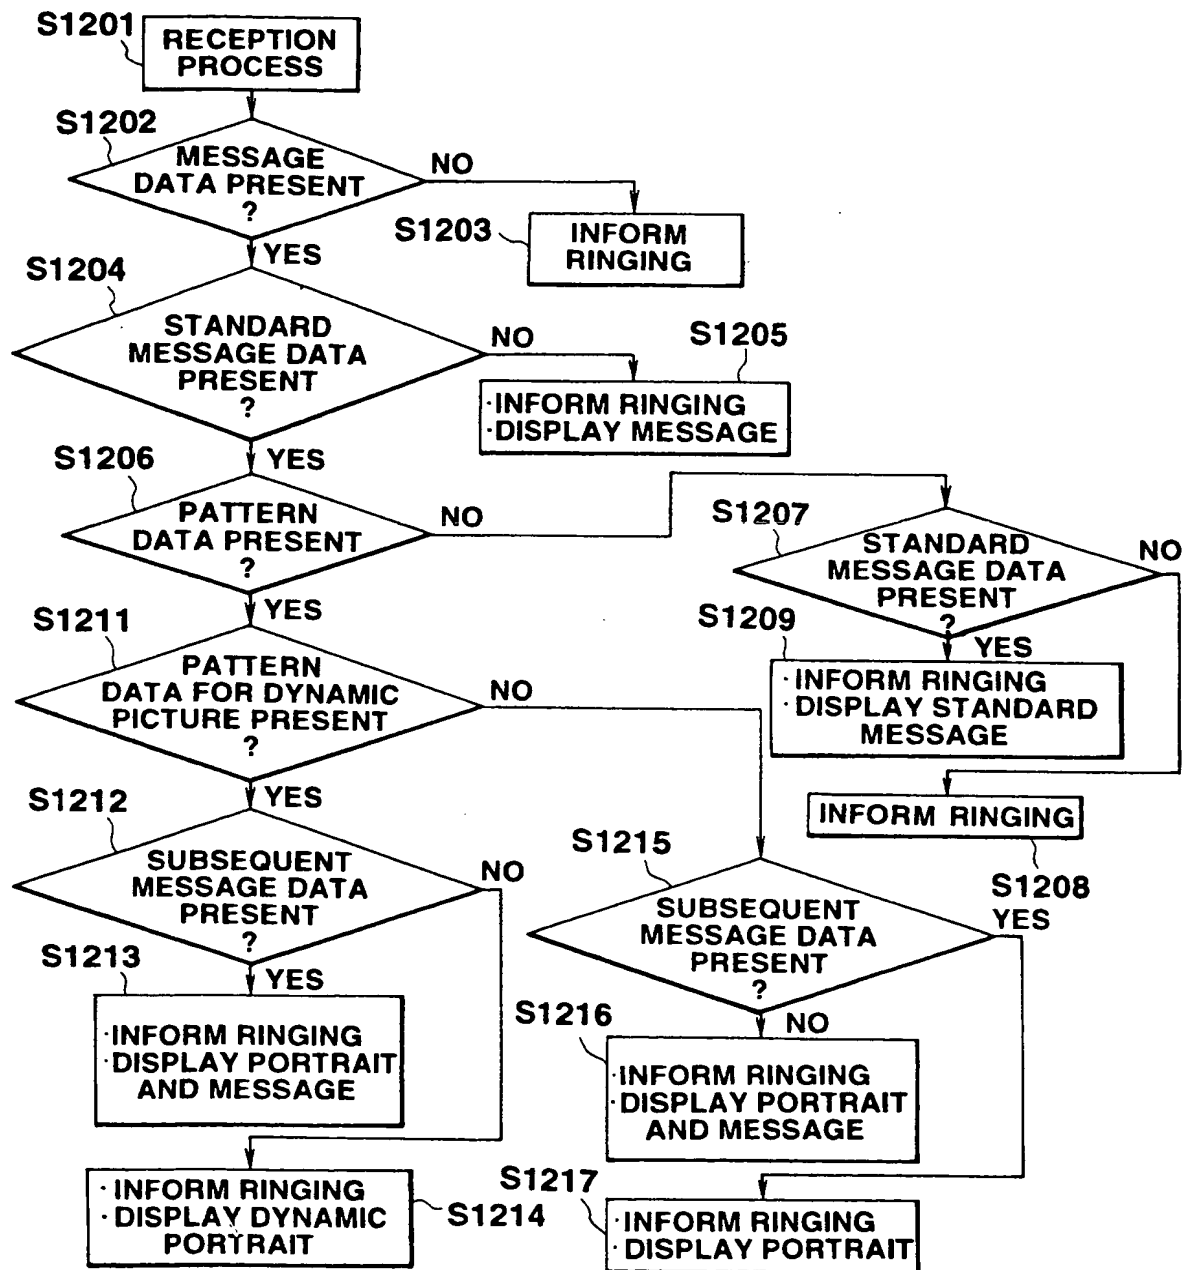 S1201
RECEPTION
PROCESS
S1202
MESSAGE
DATA PRESENT
?
NO
S1203
INFORM
RINGING
YES
S1204
STANDARD
MESSAGE DATA
PRESENT
?
NO
S1205
·INFORM RINGING
·DISPLAY MESSAGE
YES
S1206
PATTERN
DATA PRESENT
?
NO
S1207
STANDARD
MESSAGE DATA
PRESENT
?
NO
YES
S1209
·INFORM RINGING
·DISPLAY STANDARD
MESSAGE
INFORM RINGING
S1208
YES
S1211
PATTERN
DATA FOR DYNAMIC
PICTURE PRESENT
?
NO
YES
S1212
SUBSEQUENT
MESSAGE DATA
PRESENT
?
NO
YES
S1213
·INFORM RINGING
·DISPLAY PORTRAIT
AND MESSAGE
·INFORM RINGING
·DISPLAY DYNAMIC
PORTRAIT
S1214
S1215
SUBSEQUENT
MESSAGE DATA
PRESENT
?
YES
NO
S1216
·INFORM RINGING
·DISPLAY PORTRAIT
AND MESSAGE
S1217
·INFORM RINGING
·DISPLAY PORTRAIT